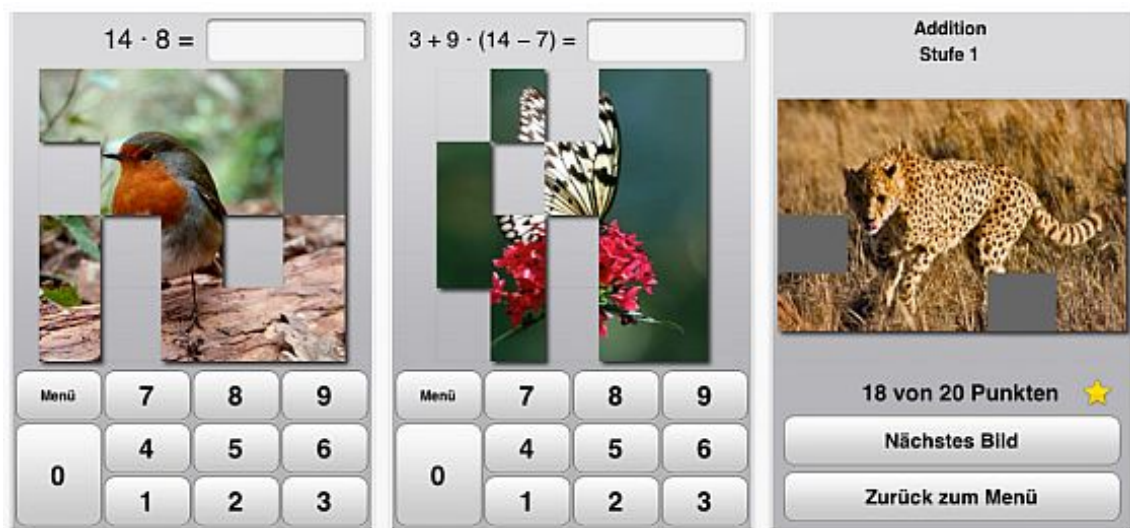 14 · 8 =
Menü 7 8 9
4 5 6
0
1 2 3
3 + 9 · (14 – 7) =
Menü 7 8 9
4 5 6
0
1 2 3
Addition
Stufe 1
18 von 20 Punkten
Nächstes Bild
Zurück zum Menü